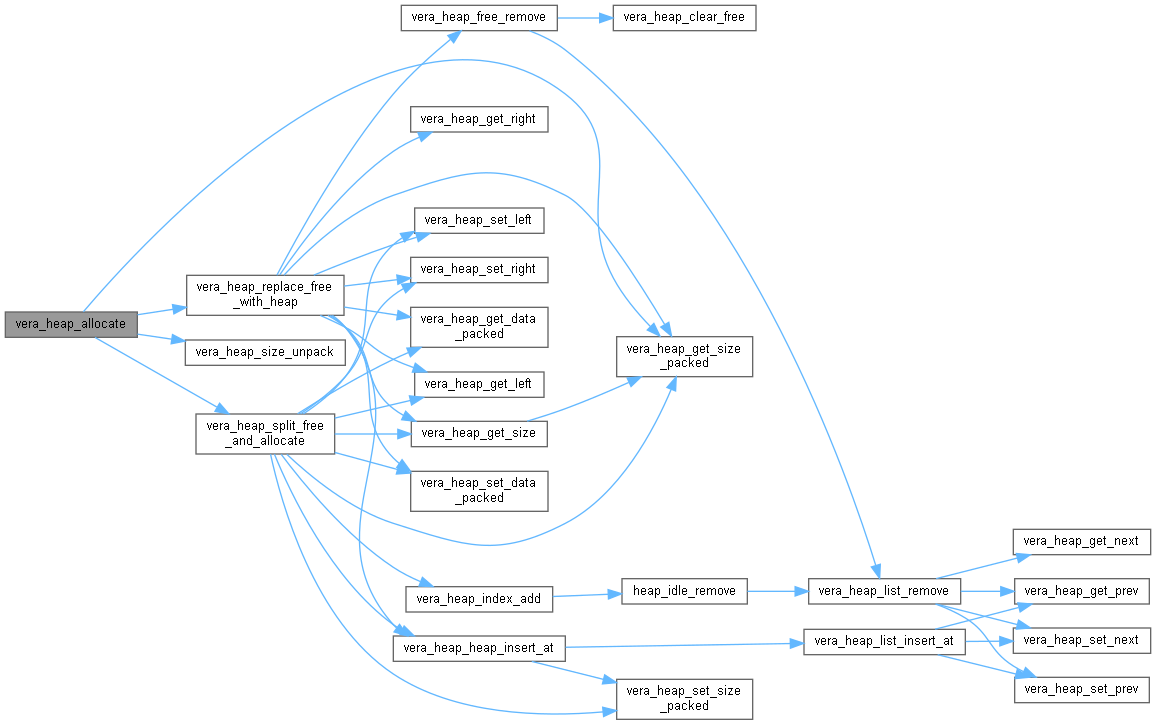 vera_heap_free_remove
vera_heap_clear_free
vera_heap_get_right
vera_heap_set_left
vera_heap_set_right
vera_heap_replace_free
_with_heap
vera_heap_allocate
vera_heap_get_data
_packed
vera_heap_size_unpack
vera_heap_get_size
_packed
vera_heap_get_left
vera_heap_split_free
_and_allocate
vera_heap_get_size
vera_heap_set_data
_packed
vera_heap_get_next
heap_idle_remove
vera_heap_list_remove
vera_heap_get_prev
vera_heap_index_add
vera_heap_heap_insert_at
vera_heap_list_insert_at
vera_heap_set_next
vera_heap_set_size
_packed
vera_heap_set_prev